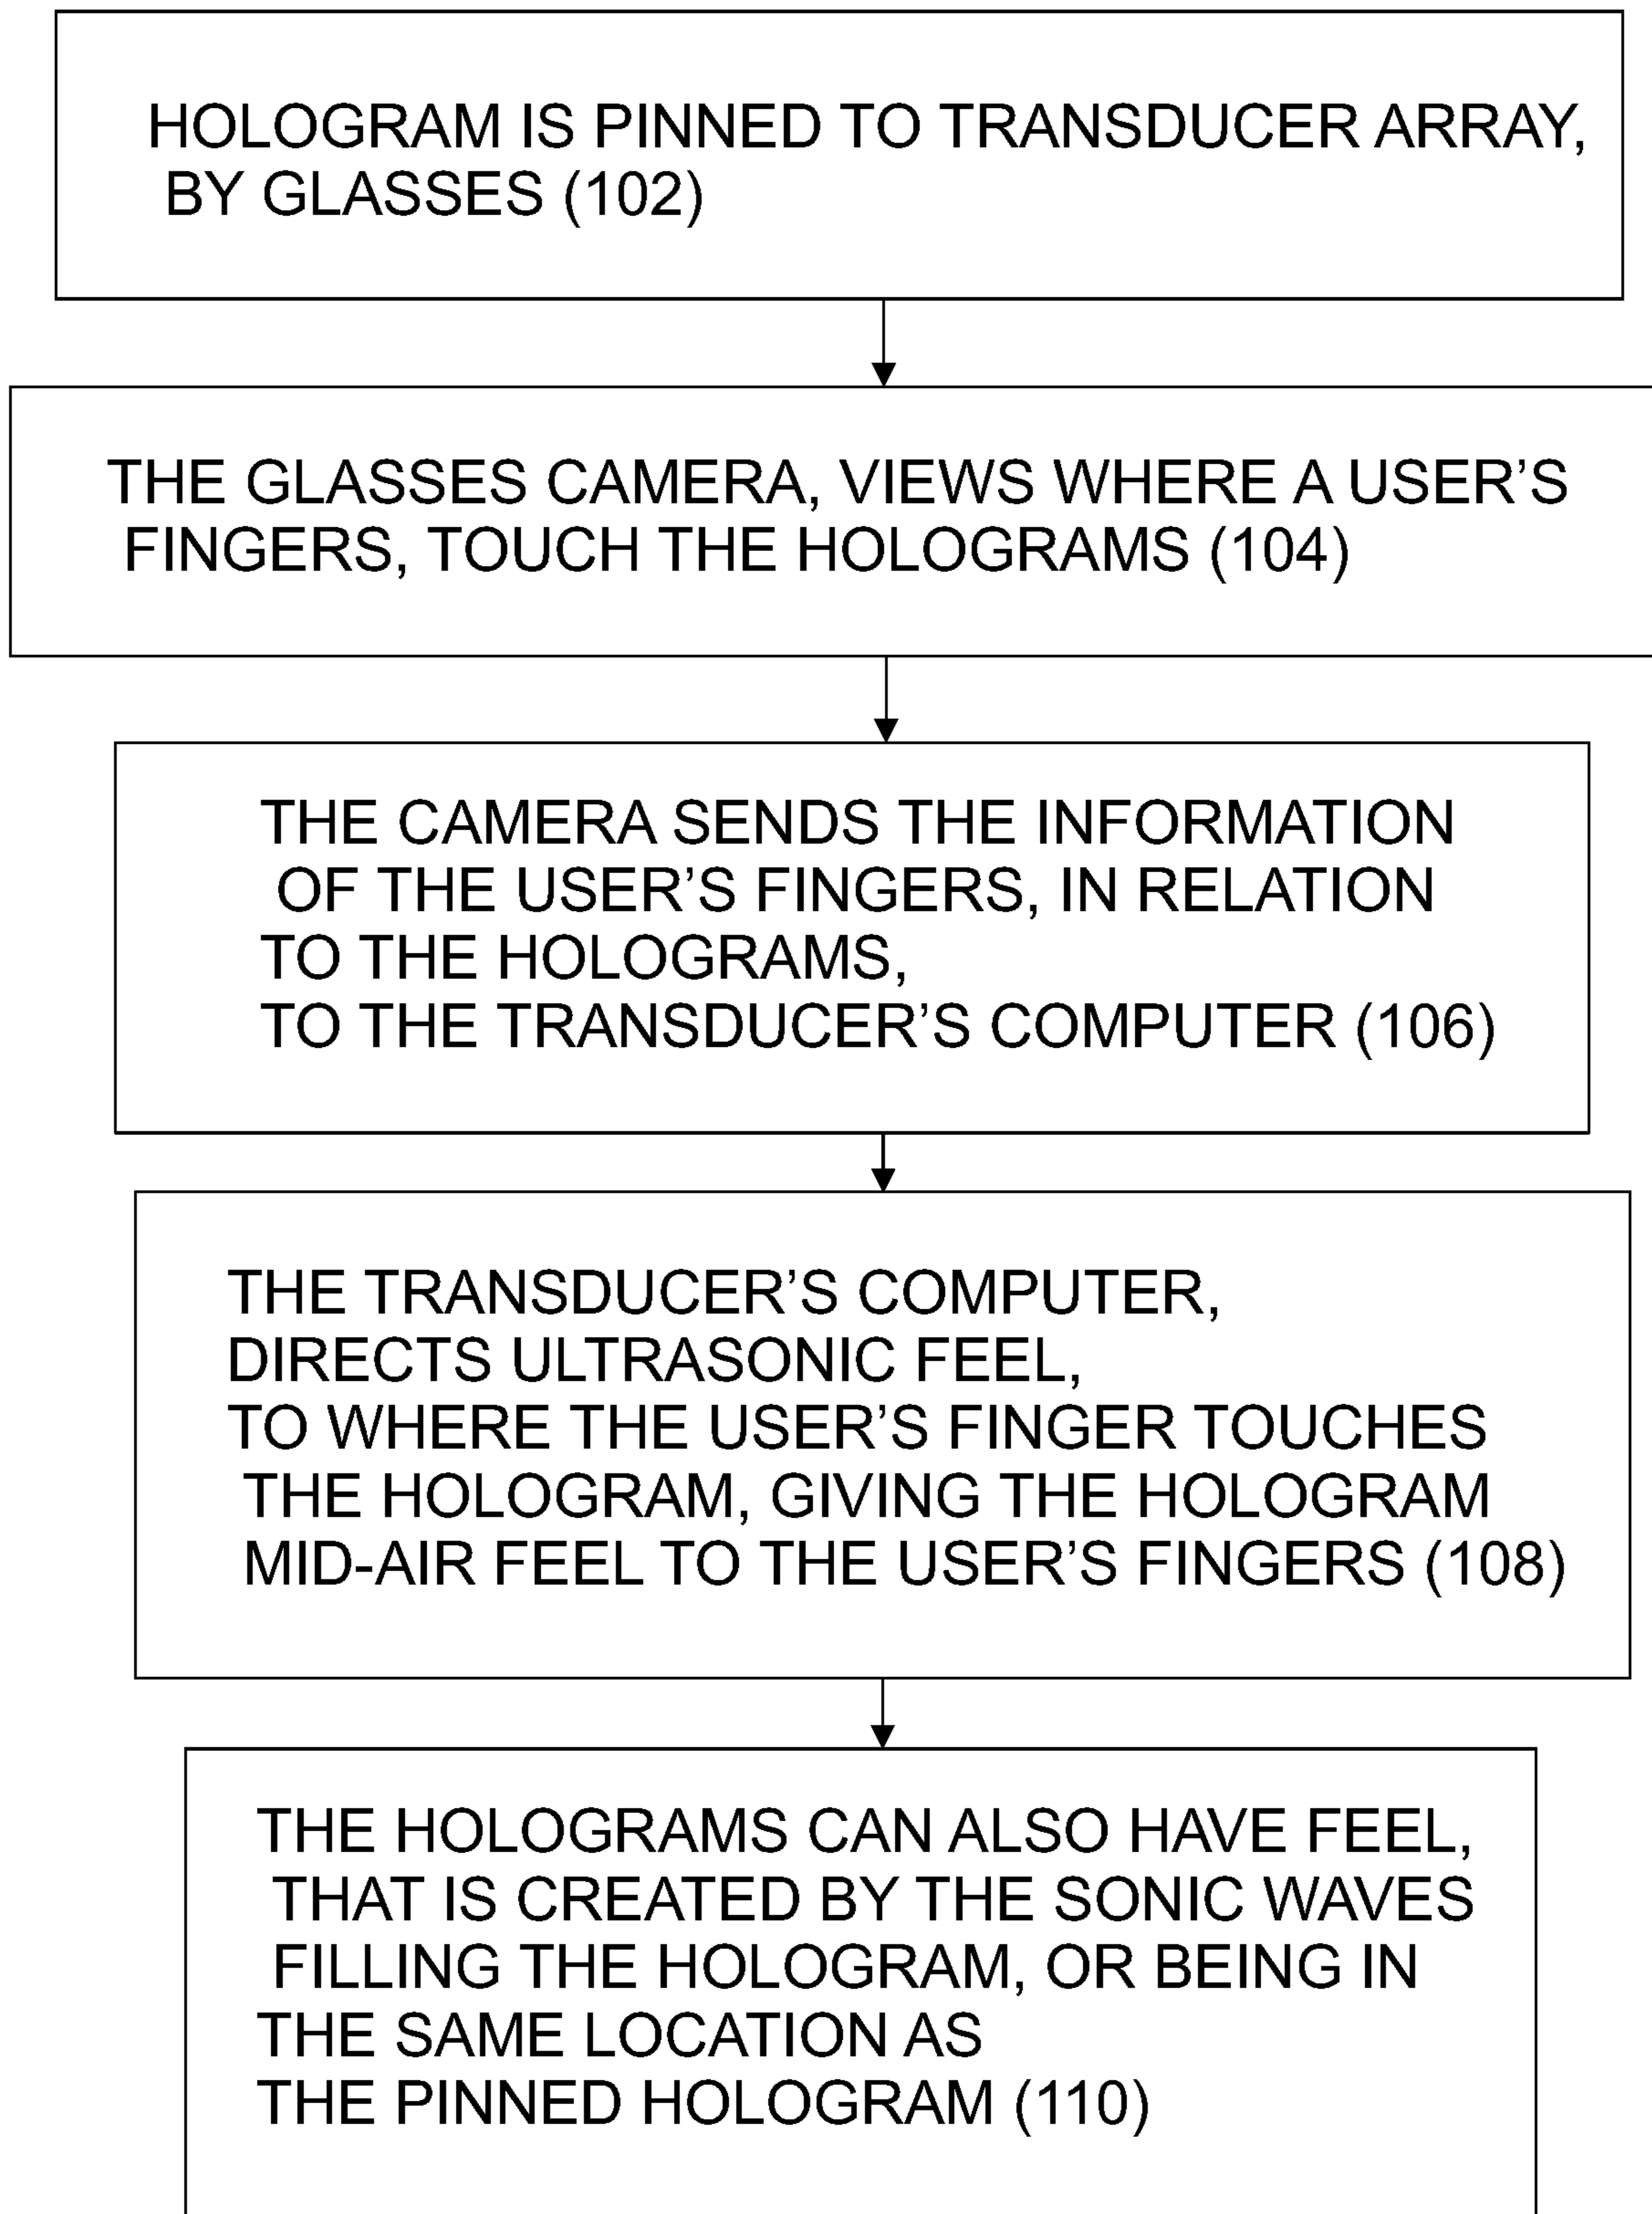 HOLOGRAM IS PINNED TO TRANSDUCER ARRAY,
BY GLASSES (102)
THE GLASSES CAMERA, VIEWS WHERE A USER’S
FINGERS, TOUCH THE HOLOGRAMS (104)
THE CAMERA SENDS THE INFORMATION
OF THE USER’S FINGERS, IN RELATION
TO THE HOLOGRAMS,
TO THE TRANSDUCER’S COMPUTER (106)
THE TRANSDUCER’S COMPUTER,
DIRECTS ULTRASONIC FEEL,
TO WHERE THE USER’S FINGER TOUCHES
THE HOLOGRAM, GIVING THE HOLOGRAM
MID-AIR FEEL TO THE USER’S FINGERS (108)
THE HOLOGRAMS CAN ALSO HAVE FEEL,
THAT IS CREATED BY THE SONIC WAVES
FILLING THE HOLOGRAM, OR BEING IN
THE SAME LOCATION AS
THE PINNED HOLOGRAM (110)